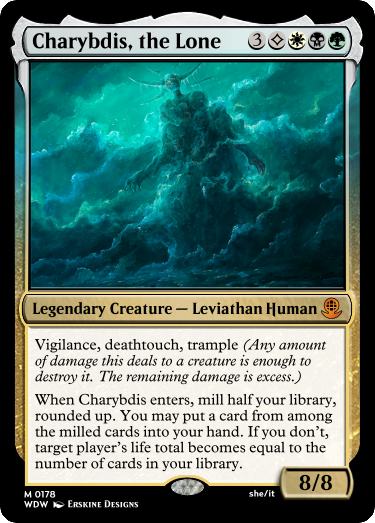 Charybdis, the Lone 3
Legendary Creature — Leviathan Human
Vigilance, deathtouch, trample (Any amount
of damage this deals to a creature is enough to
destroy it. The remaining damage is excess.)
When Charybdis enters, mill half your library,
rounded up. You may put a card from among
the milled cards into your hand. If you don't,
target player's life total becomes equal to the
number of cards in your library.
8/8
M 0178 she/it
WDW Erskine Designs